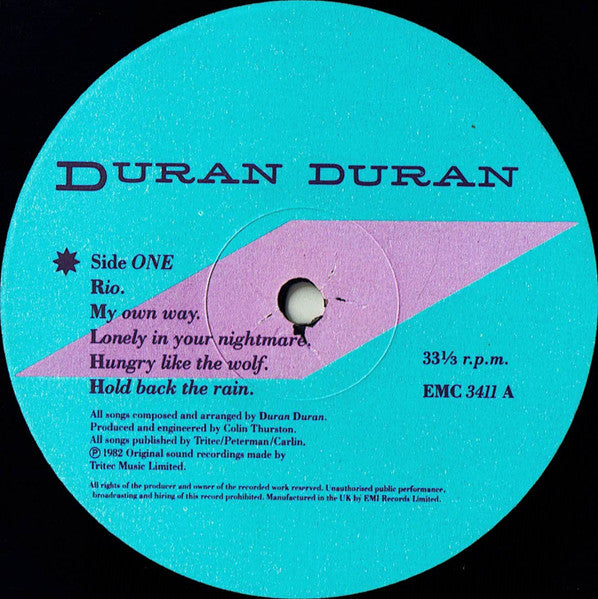 DURAN DURAN
Side ONE
Rio.
My own way.
Lonely in your nightmare.
Hungry like the wolf.
Hold back the rain.
33⅓ r.p.m.
EMC 3411 A
All songs composed and arranged by Duran Duran.
Produced and engineered by Colin Thurston.
All songs published by Tritec/Peterman/Carlin.
℗ 1982 Original sound recordings made by
Tritec Music Limited.
All rights of the producer and owner of the recorded work reserved. Unauthorised public performance,
broadcasting and hiring of this record prohibited. Manufactured in the UK by EMI Records Limited.